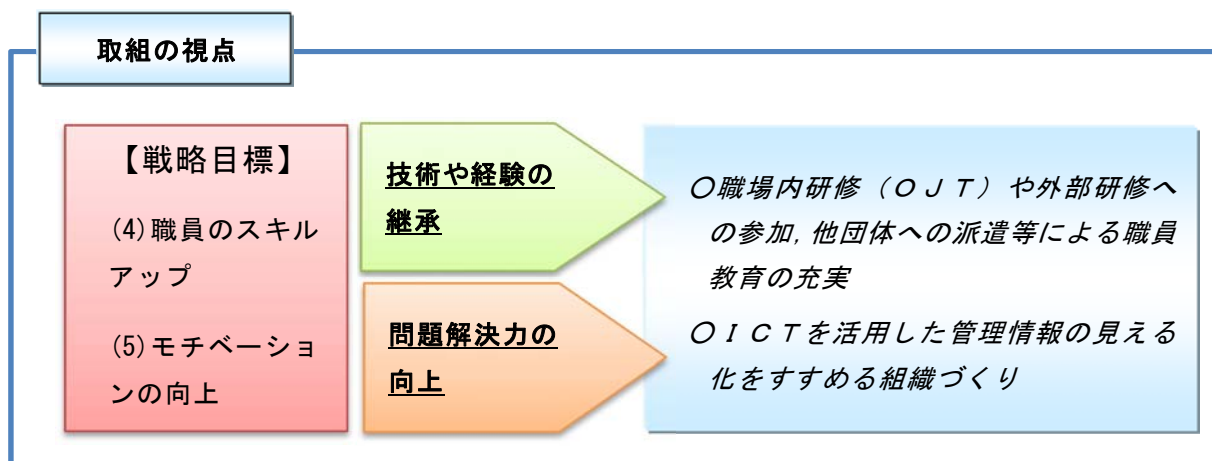 取組の視点
【戦略目標】
(4)職員のスキル
アップ
(5)モチベーショ
ンの向上
技術や経験の
継承
問題解決力の
向上
〇職場内研修（ＯＪＴ）や外部研修へ
の参加,他団体への派遣等による職員
教育の充実
〇ＩＣＴを活用した管理情報の見える
化をすすめる組織づくり